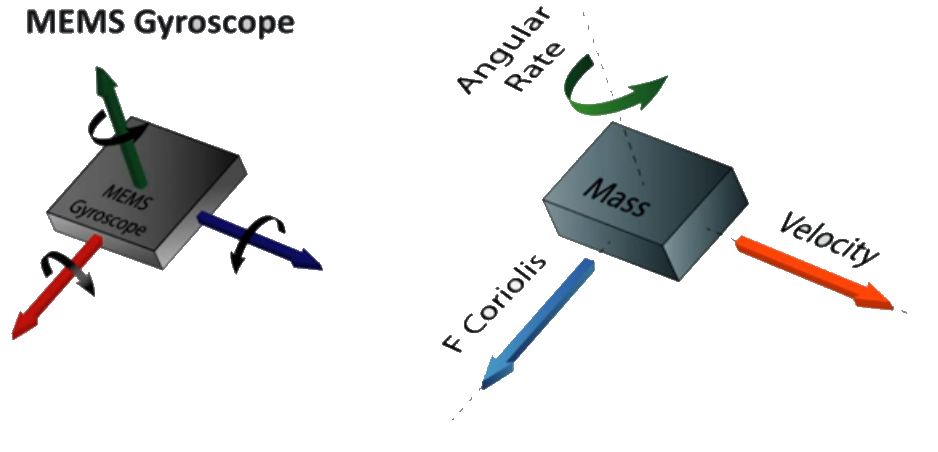 MEMS Gyroscope
MEMS
Gyroscope
Angular
Rate
Mass
Velocity
F Coriolis